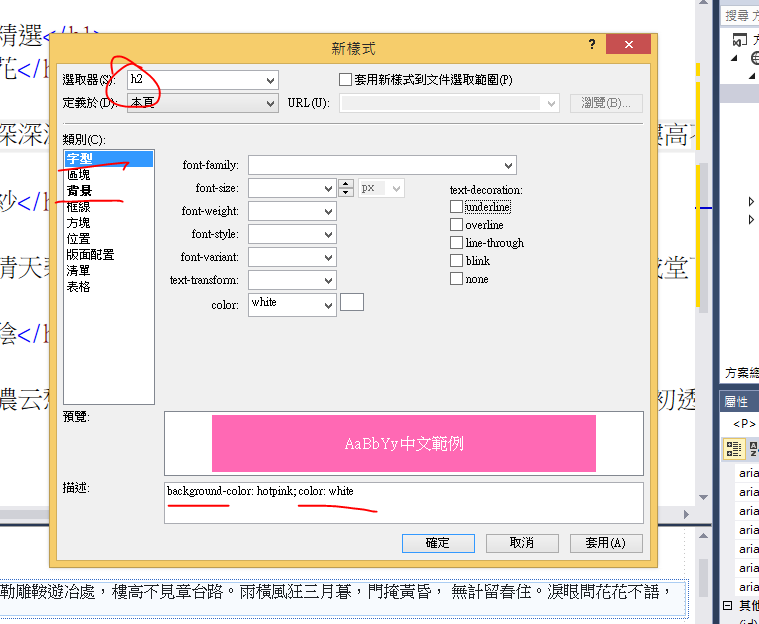 精選</h1>
搜尋 方
新樣式
?
花</h
選取器(S):
h2
套用新樣式到文件選取範圍(P)
定義於(D):
本頁
URL(U):
瀏覽(B)...
類別(C):
字型
區塊
背景
框線
方塊
位置
版面配置
清單
表格
font-family:
font-size:
px
font-weight:
font-style:
font-variant:
text-transform:
color:
white
text-decoration:
underline
overline
line-through
blink
none
深深深
樓高不
紗</h
清天
堂
陰</h
濃云
初透
方案總
預覽:
AaBbYy中文範例
屬性
<P>
描述:
background-color: hotpink; color: white
確定
取消
套用(A)
aria
aria
aria
aria
aria
aria
aria
勒雕鞍遊冶處，樓高不見章台路。雨橫風狂三月暮，門掩黃昏， 無計留春住。淚眼問花花不語，
其他
(id)